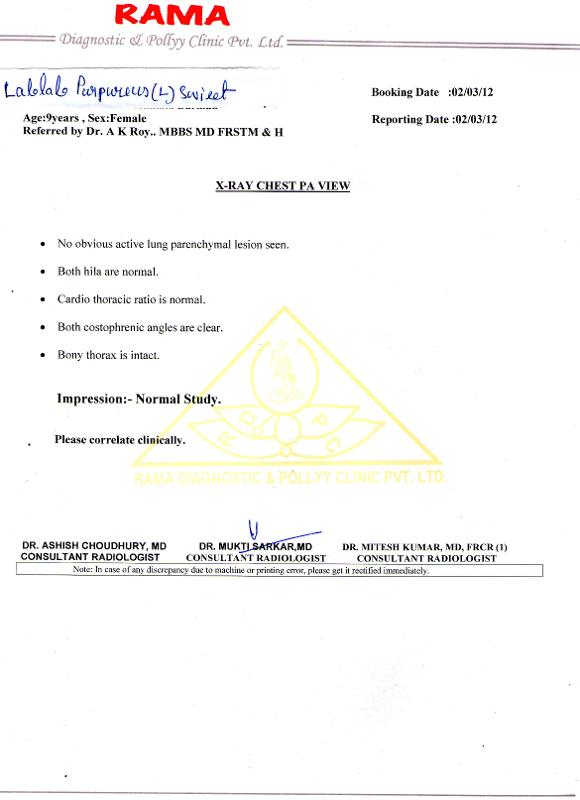 RAMA
Diagnostic & Pollyy Clinic Pvt. Ltd.
Lablab Purpureus (L) Sweet
Booking Date :02/03/12
Age:9years , Sex:Female
Reporting Date :02/03/12
Referred by Dr. A K Roy.. MBBS MD FRSTM & H
X-RAY CHEST PA VIEW
• No obvious active lung parenchymal lesion seen.
• Both hila are normal.
• Cardio thoracic ratio is normal.
• Both costophrenic angles are clear.
• Bony thorax is intact.
Impression:- Normal Study.
Please correlate clinically.
R D P C
RAMA DIAGNOSTIC & POLLYY CLINIC PVT. LTD.
DR. ASHISH CHOUDHURY, MD DR. MUKTI SARKAR,MD DR. MITESH KUMAR, MD, FRCR (1)
CONSULTANT RADIOLOGIST CONSULTANT RADIOLOGIST CONSULTANT RADIOLOGIST
Note: In case of any discrepancy due to machine or printing error, please get it rectified immediately.